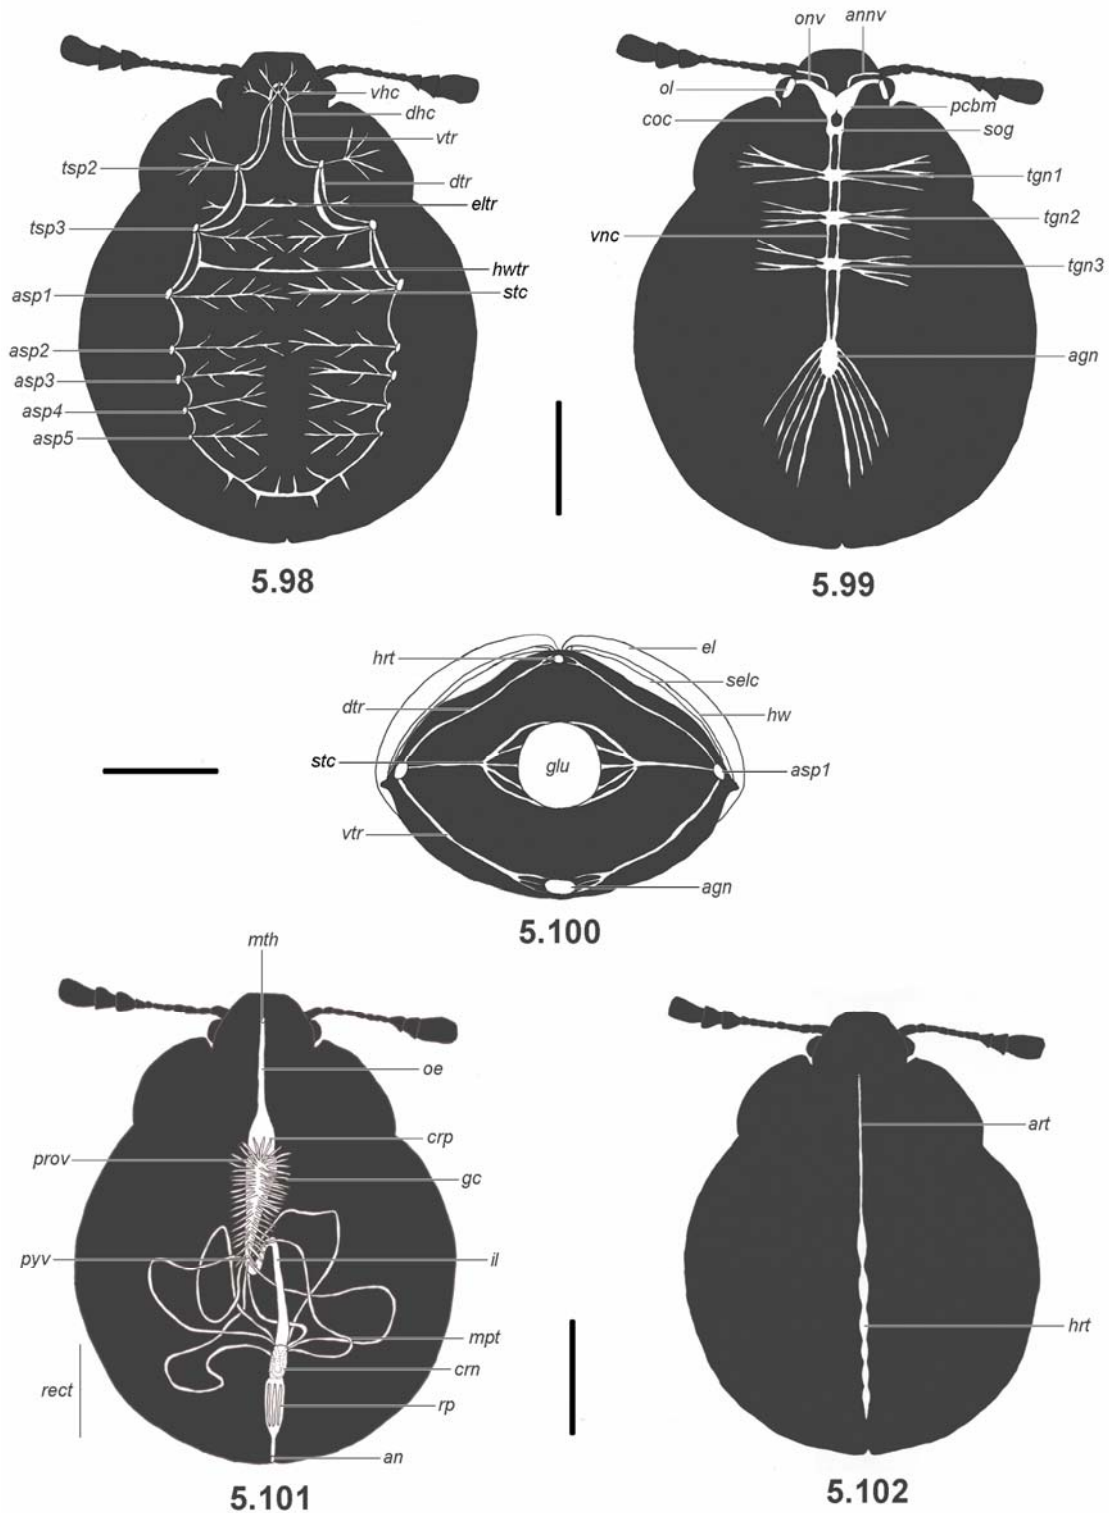 vhc
dhc
vtr
tsp2
dtr
eltr
tsp3
hwtr
asp1
stc
asp2
asp3
asp4
asp5
5.98
onv
annv
ol
pcbm
coc
sog
tgn1
tgn2
vnc
tgn3
agn
5.99
el
hrt
selc
dtr
hw
stc
glu
asp1
vtr
agn
5.100
mth
oe
crp
prov
gc
pyv
il
mpt
crn
rect
rp
an
5.101
art
hrt
5.102